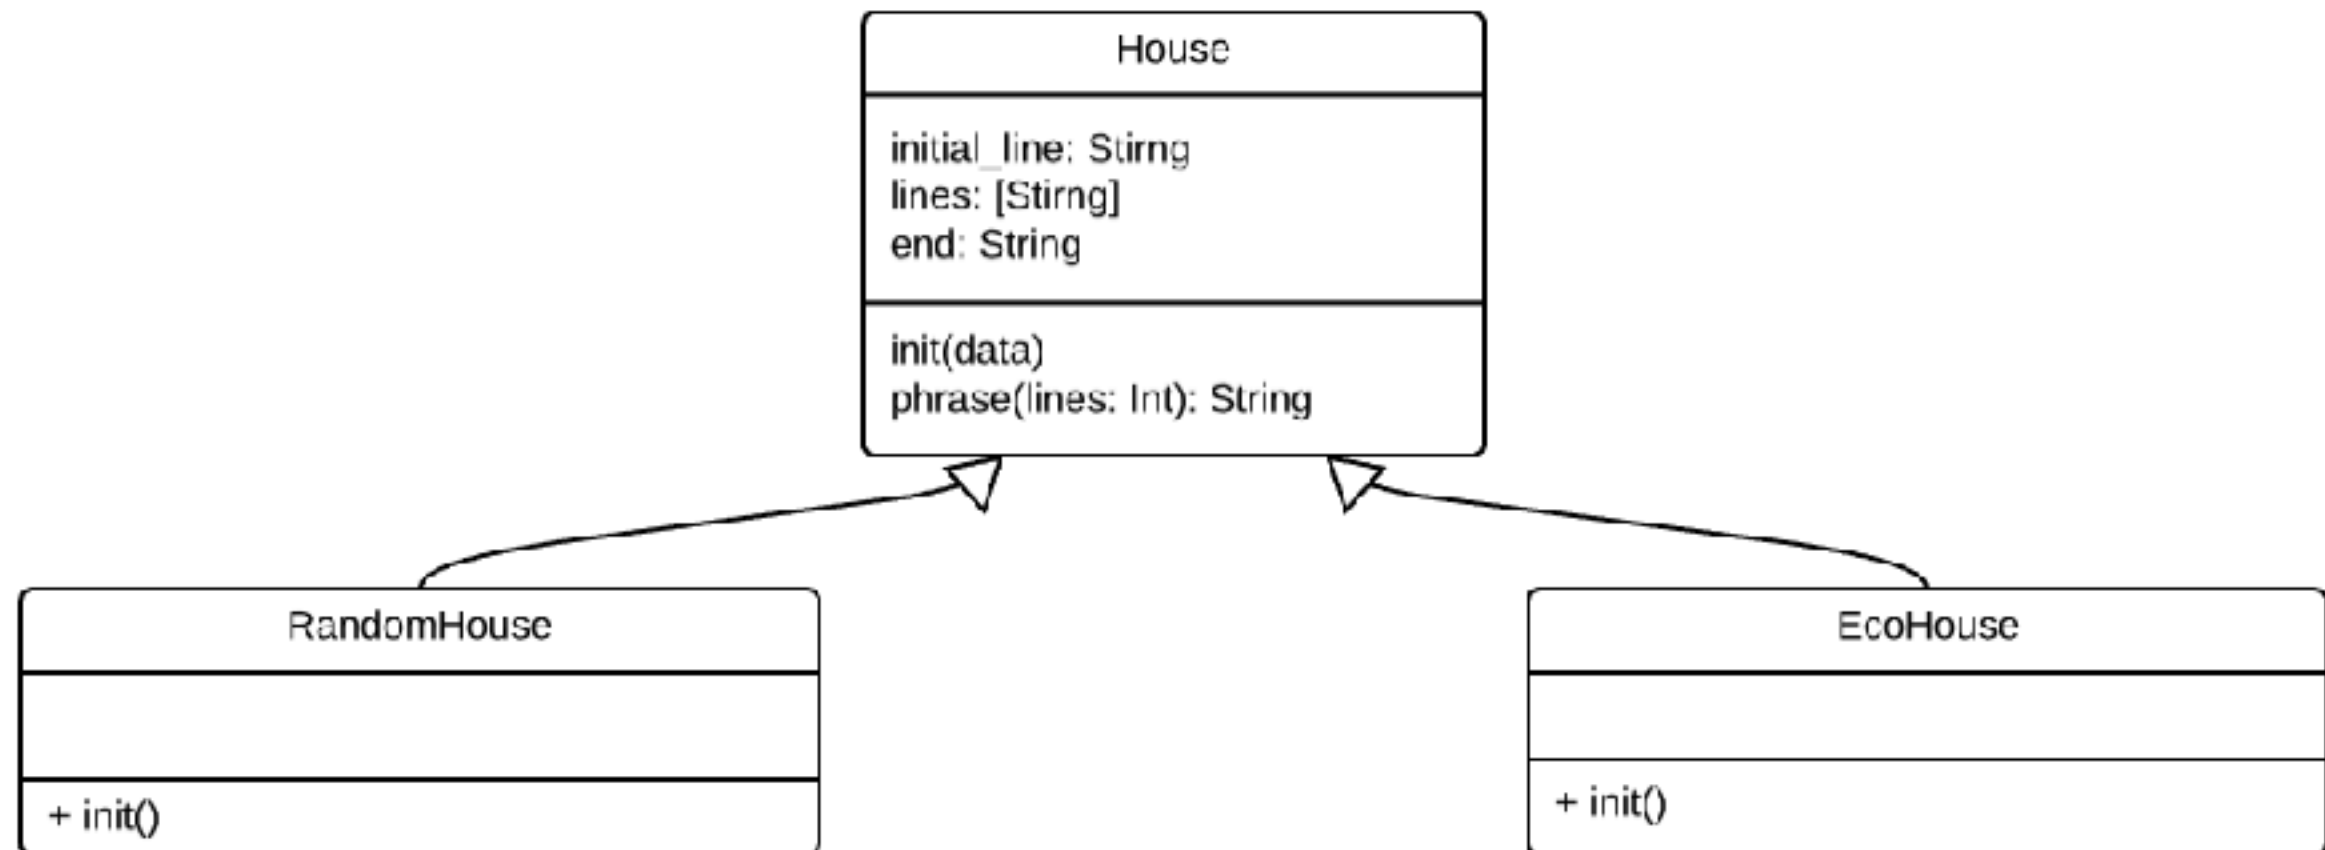 House
initial_line: Stirng
lines: [Stirng]
end: String
init(data)
phrase(lines: Int): String
RandomHouse
+ init()
EcoHouse
+ init()